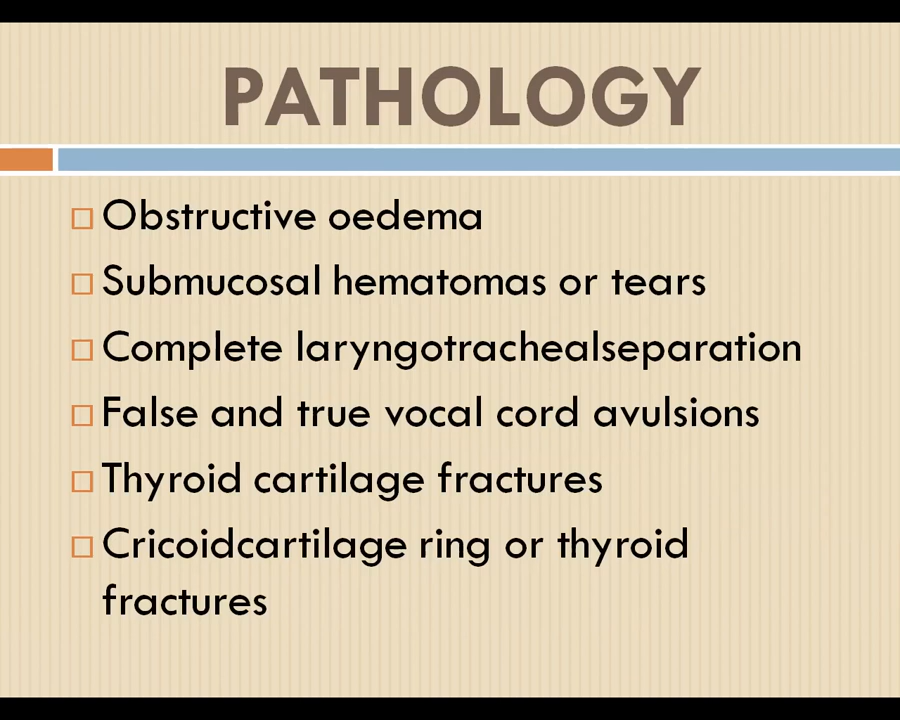 PATHOLOGY
Obstructive oedema
Submucosal hematomas or tears
Complete laryngotrachealseparation
False and true vocal cord avulsions
Thyroid cartilage fractures
Cricoidcartilage ring or thyroid
fractures